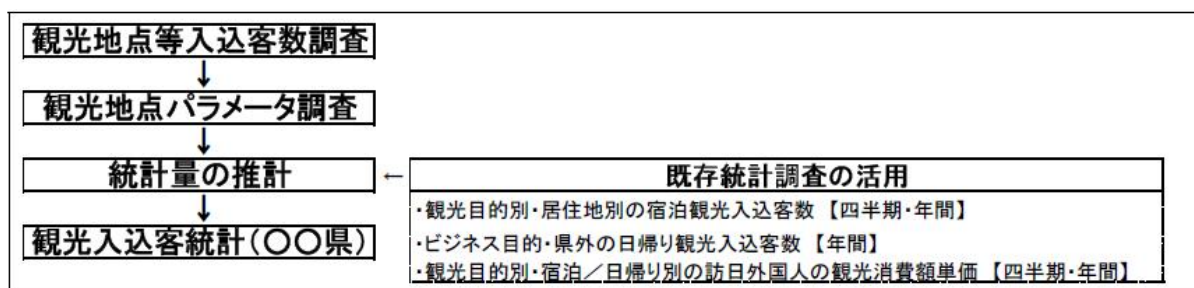 観光地点等入込客数調査
↓
観光地点パラメータ調査
↓
統計量の推計 ← 既存統計調査の活用
・観光目的別・居住地別の宿泊観光入込客数 【四半期・年間】
↓
・ビジネス目的・県外の日帰り観光入込客数 【年間】
観光入込客統計(〇〇県)
・観光目的別・宿泊／日帰り別の訪日外国人の観光消費額単価 【四半期・年間】